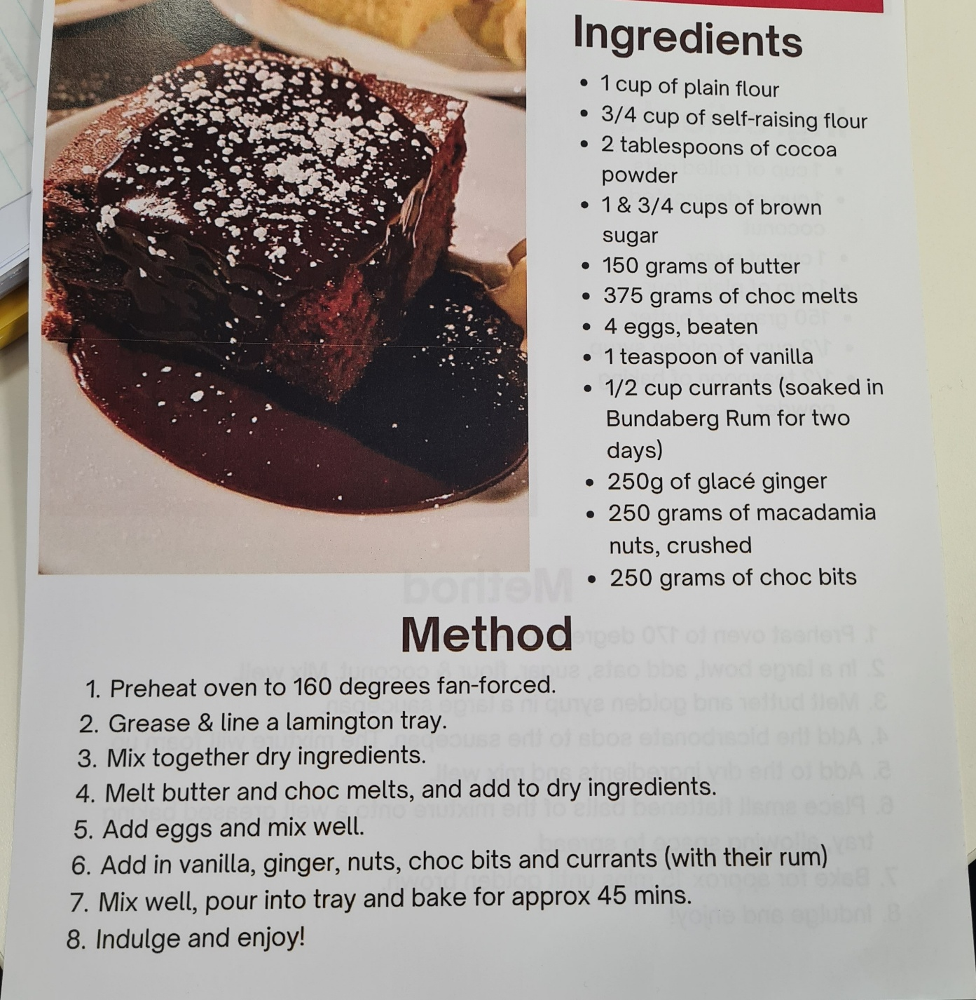 Ingredients
• 1 cup of plain flour
• 3/4 cup of self-raising flour
• 2 tablespoons of cocoa
powder
• 1 & 3/4 cups of brown
sugar
• 150 grams of butter
• 375 grams of choc melts
• 4 eggs, beaten
• 1 teaspoon of vanilla
• 1/2 cup currants (soaked in
Bundaberg Rum for two
days)
• 250g of glacé ginger
• 250 grams of macadamia
nuts, crushed
• 250 grams of choc bits
Method
1. Preheat oven to 160 degrees fan-forced.
2. Grease & line a lamington tray.
3. Mix together dry ingredients.
4. Melt butter and choc melts, and add to dry ingredients.
5. Add eggs and mix well.
6. Add in vanilla, ginger, nuts, choc bits and currants (with their rum)
7. Mix well, pour into tray and bake for approx 45 mins.
8. Indulge and enjoy!